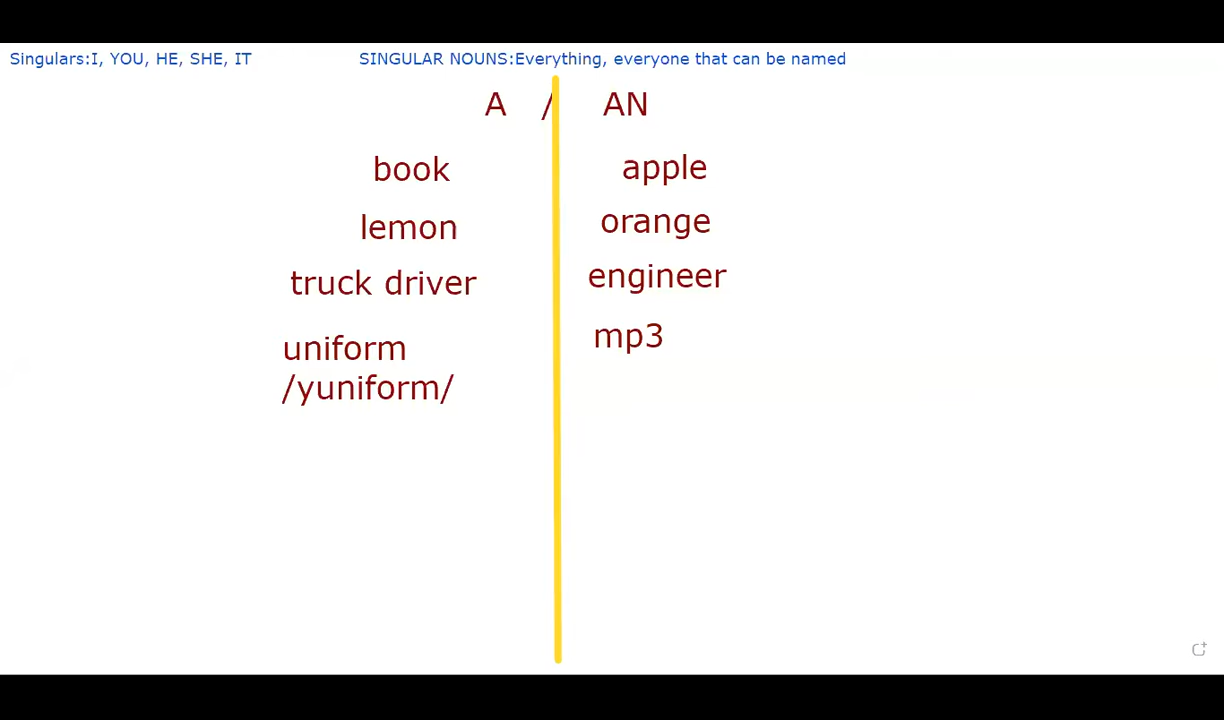 Singulars:I, YOU, HE, SHE, IT
SINGULAR NOUNS:Everything, everyone that can be named
A / AN
book
apple
lemon
orange
truck driver
engineer
uniform
mp3
/yuniform/